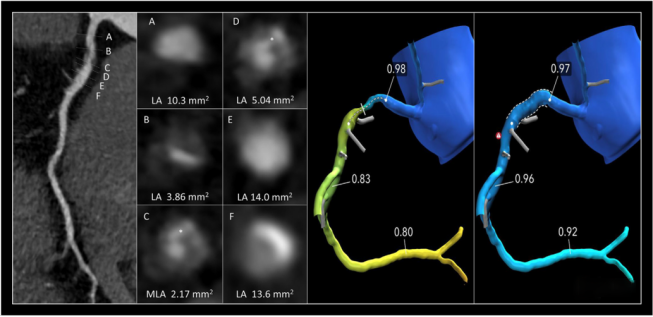 A
B
C
D
E
F
A
LA 10.3 mm²
D
*
LA 5.04 mm²
B
LA 3.86 mm²
E
LA 14.0 mm²
C
*
MLA 2.17 mm²
F
LA 13.6 mm²
0.98
0.83
0.80
0.97
0.96
0.92